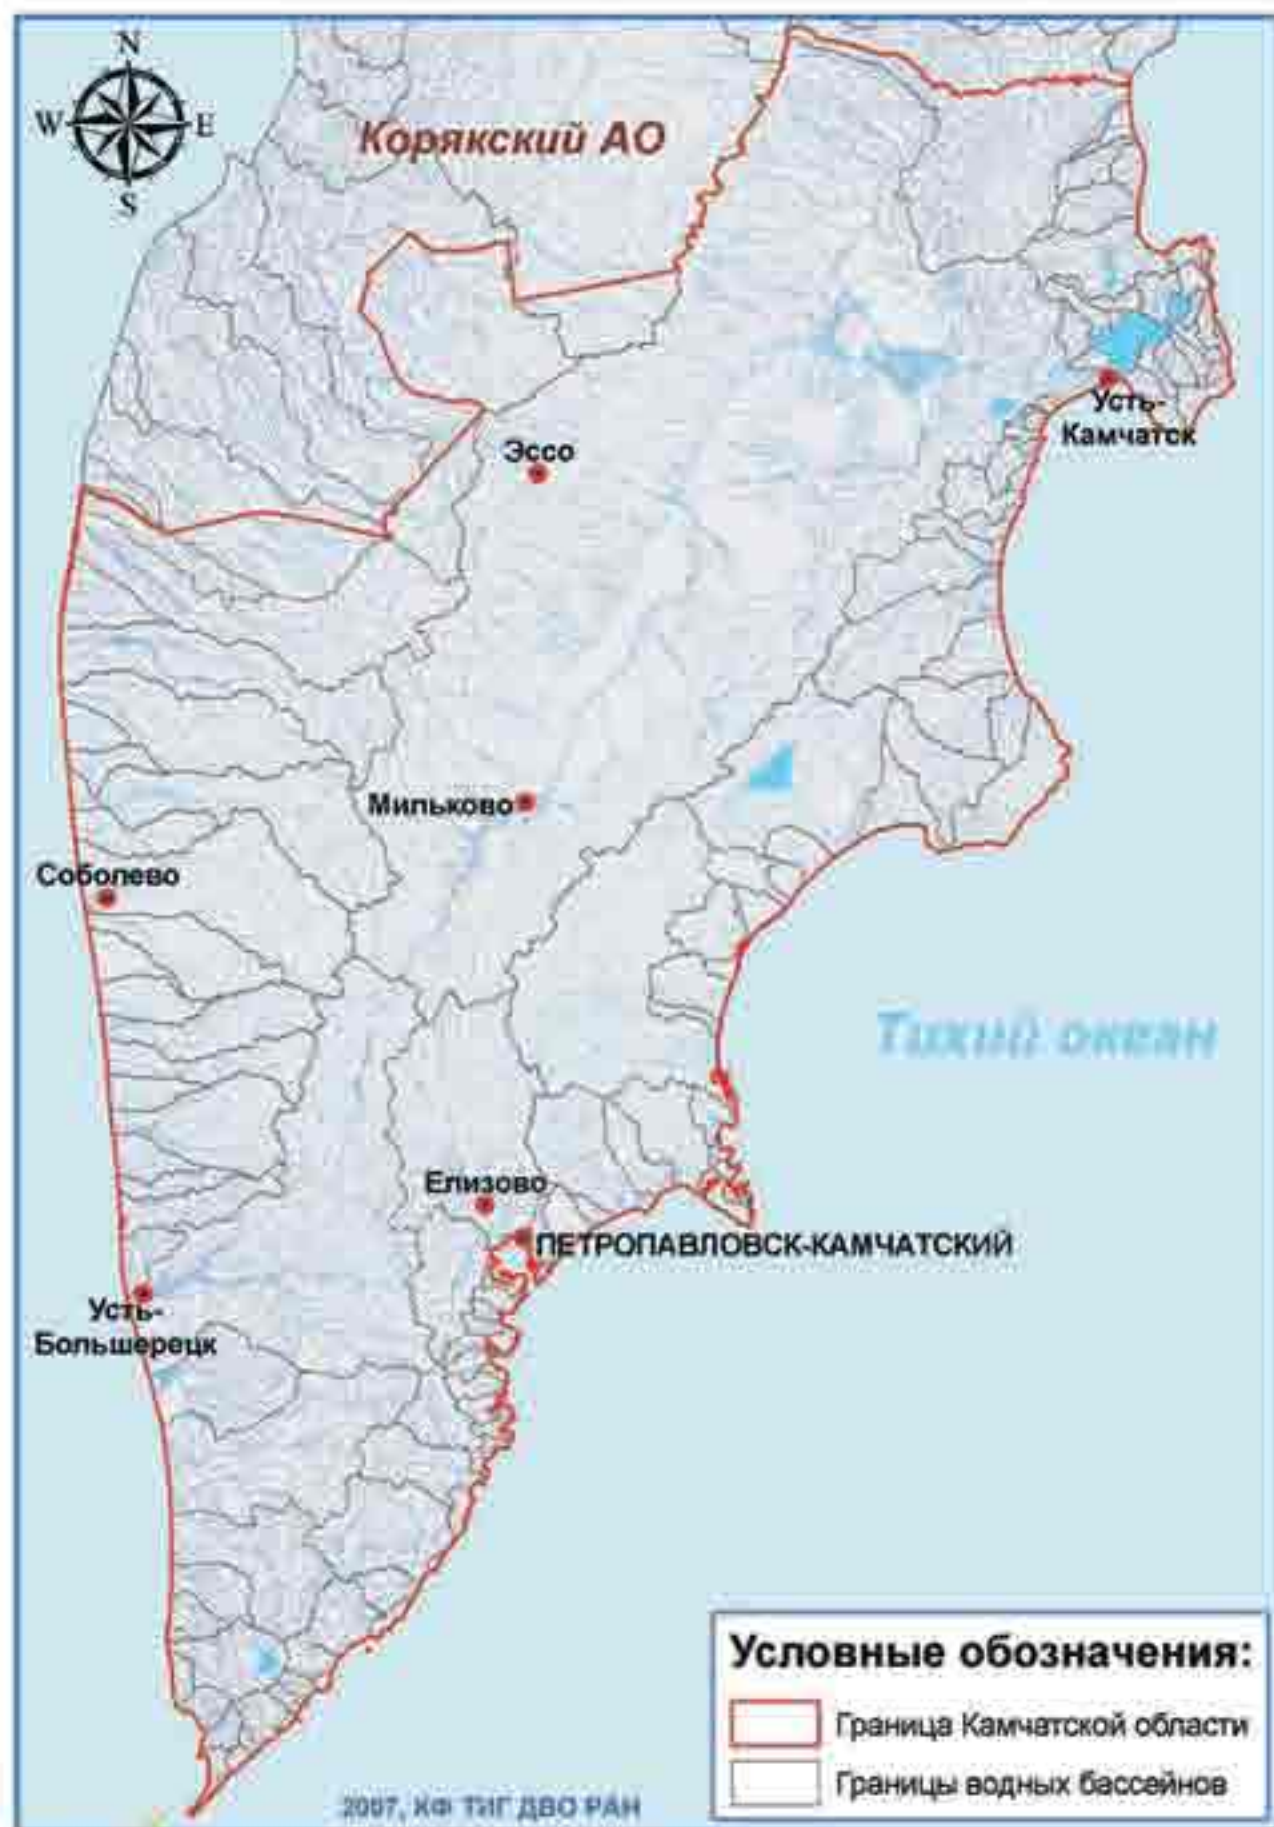 N
W
E
S
Корякский АО
Усть-
Камчатск
Эссо
Мильково
Соболево
Тихий океан
Елизово
ПЕТРОПАВЛОВСК-КАМЧАТСКИЙ
Усть-
Большерецк
Условные обозначения:
Граница Камчатской области
Границы водных бассейнов
2007, КФ ТИГ ДВО РАН